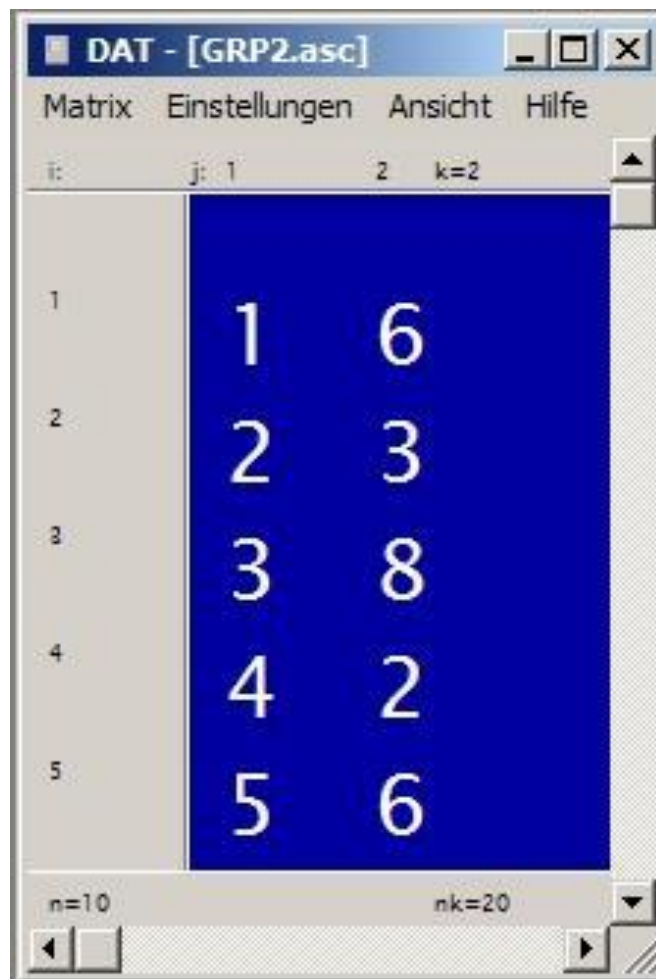 DAT - [GRP2.asc]
Matrix Einstellungen Ansicht Hilfe
i: j: 1 2 k=2
1 1 6
2 2 3
3 3 8
4 4 2
5 5 6
n=10 nk=20